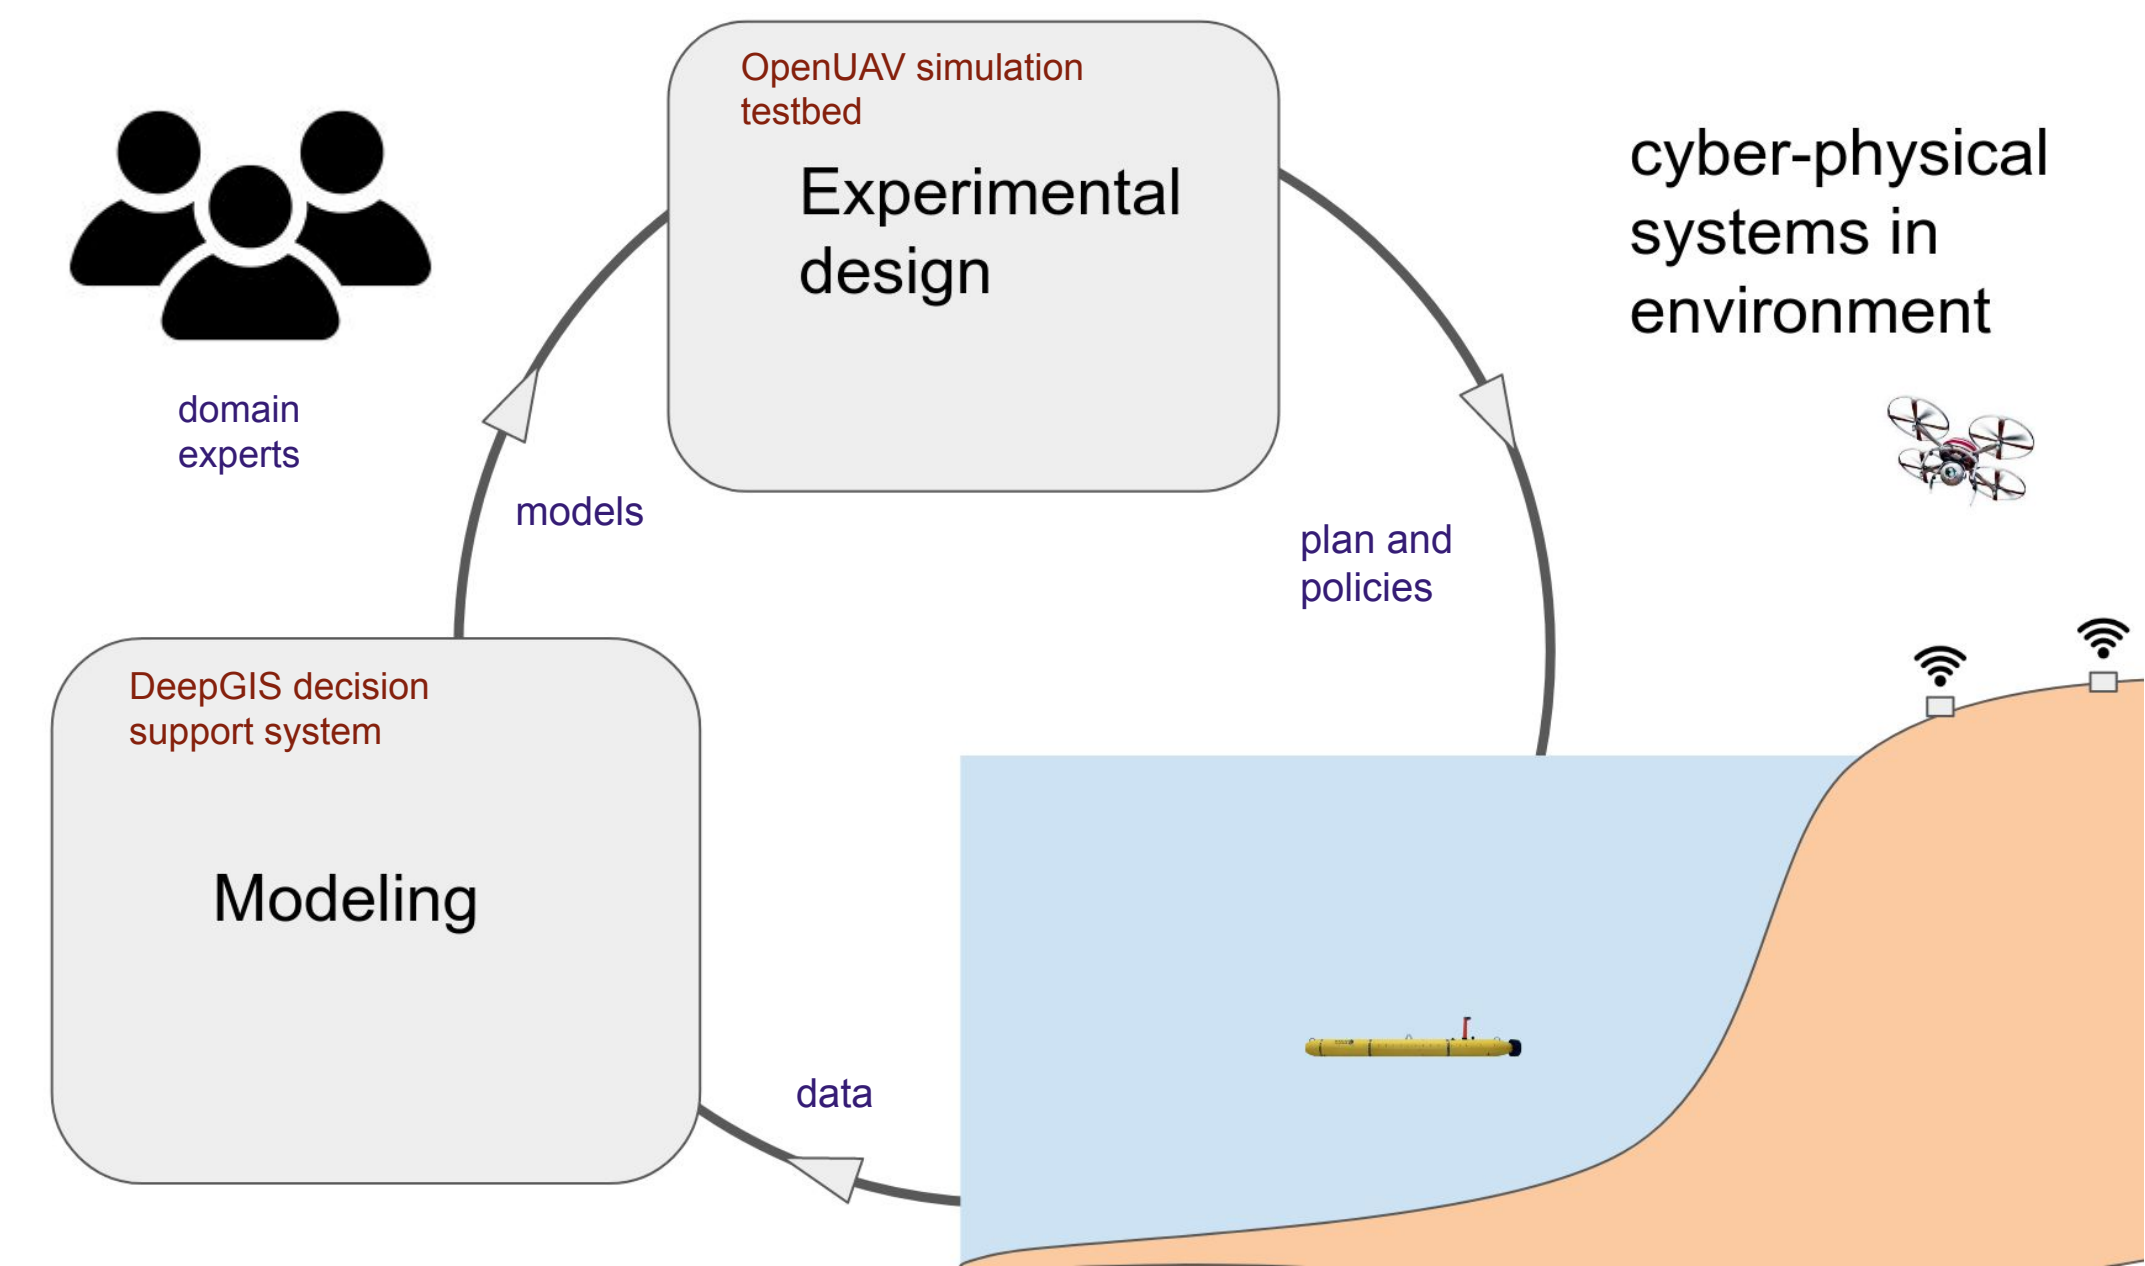 OpenUAV simulation
testbed
Experimental
design
cyber-physical
systems in
environment
domain
experts
models
plan and
policies
DeepGIS decision
support system
Modeling
data